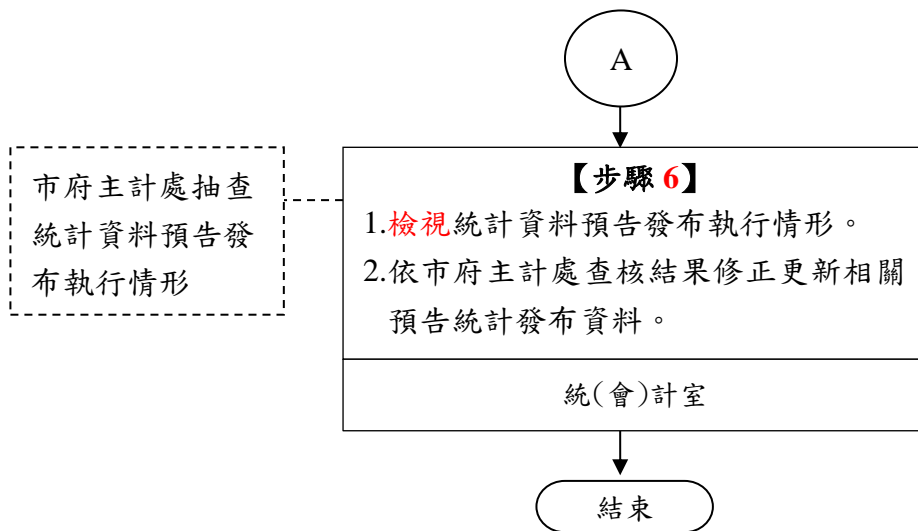 A
市府主計處抽查
統計資料預告發
布執行情形
【步驟 6】
1.檢視統計資料預告發布執行情形。
2.依市府主計處查核結果修正更新相關
預告統計發布資料。
統(會)計室
結束